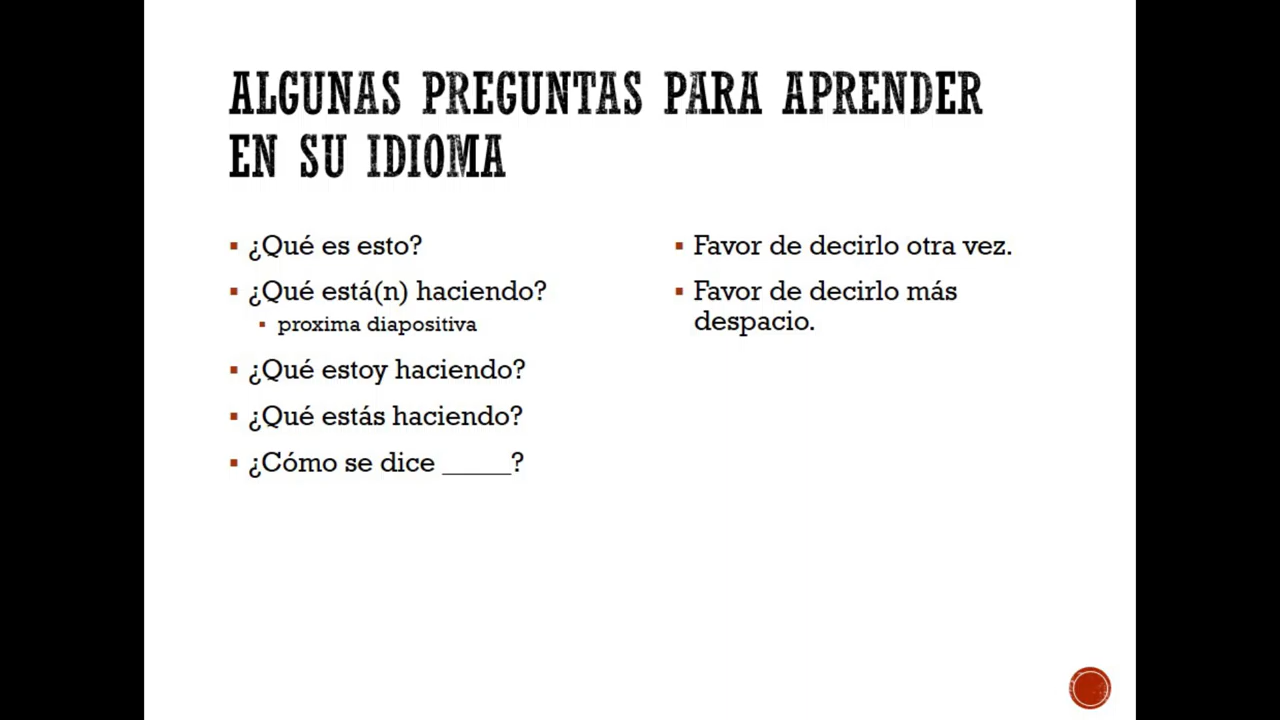 ALGUNAS PREGUNTAS PARA APRENDER
EN SU IDIOMA
¿Qué es esto?
¿Qué está(n) haciendo?
proxima diapositiva
¿Qué estoy haciendo?
¿Qué estás haciendo?
¿Cómo se dice _____?
Favor de decirlo otra vez.
Favor de decirlo más
despacio.